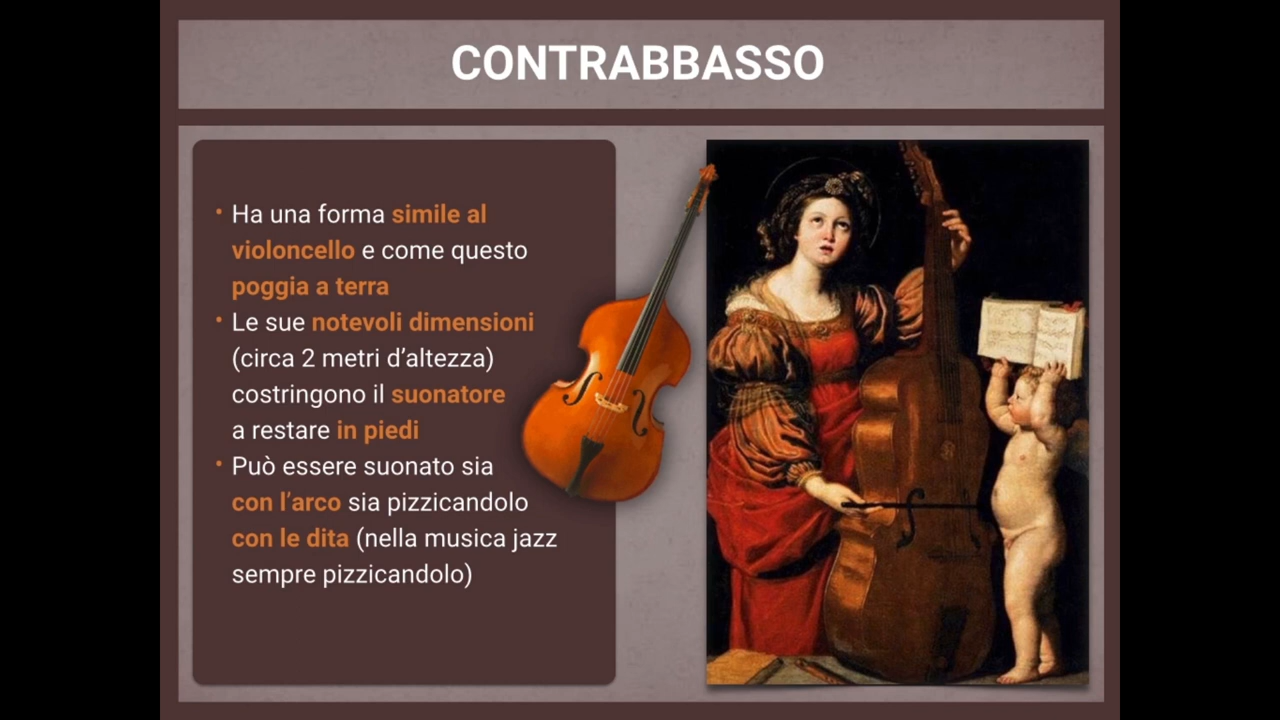 CONTRABBASSO
• Ha una forma simile al
violoncello e come questo
poggia a terra
• Le sue notevoli dimensioni
(circa 2 metri d’altezza)
costringono il suonatore
a restare in piedi
• Può essere suonato sia
con l’arco sia pizzicandolo
con le dita (nella musica jazz
sempre pizzicandolo)